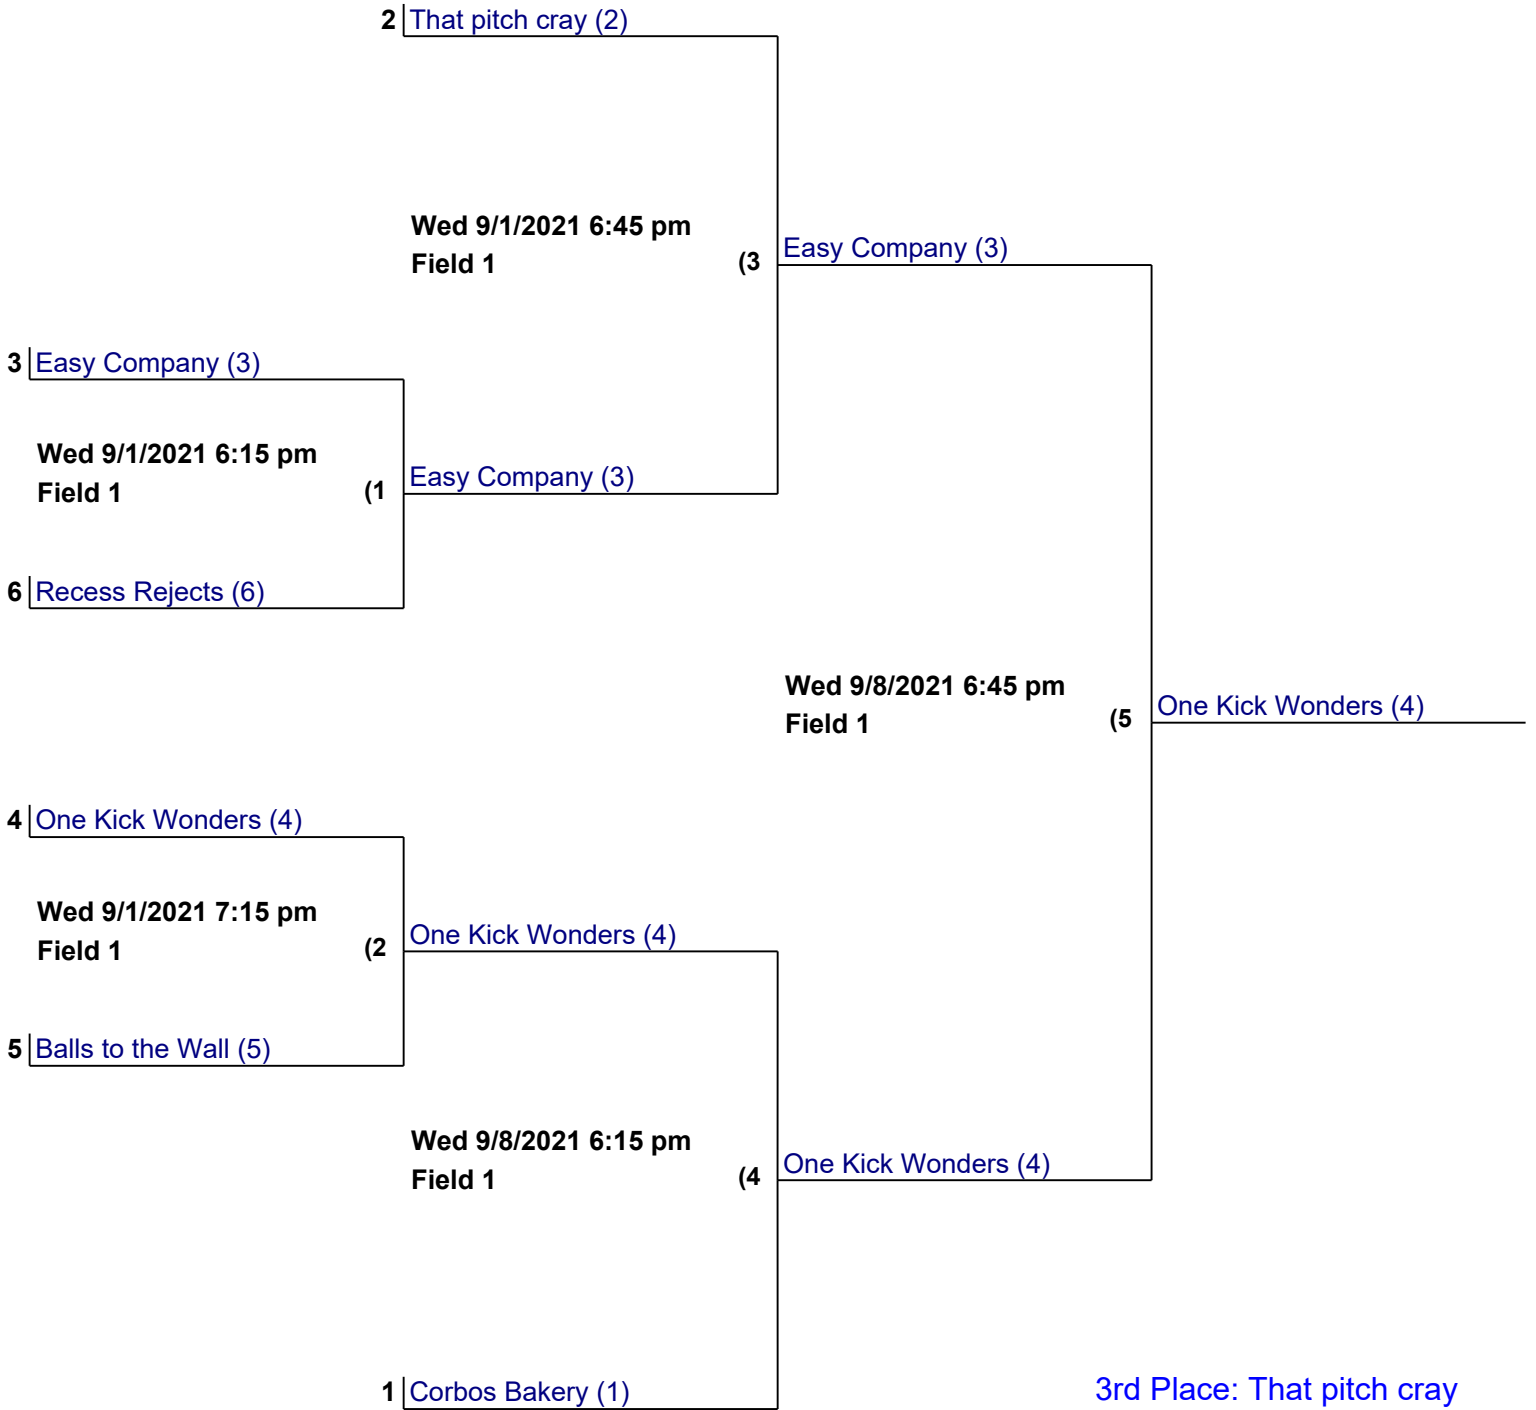 2 That pitch cray (2)
Wed 9/1/2021 6:45 pm
Field 1 (3
Easy Company (3)
3 Easy Company (3)
Wed 9/1/2021 6:15 pm
Field 1 (1
Easy Company (3)
6 Recess Rejects (6)
Wed 9/8/2021 6:45 pm
Field 1 (5
One Kick Wonders (4)
4 One Kick Wonders (4)
Wed 9/1/2021 7:15 pm
Field 1 (2
One Kick Wonders (4)
5 Balls to the Wall (5)
Wed 9/8/2021 6:15 pm
Field 1 (4
One Kick Wonders (4)
1 Corbos Bakery (1)
3rd Place: That pitch cray